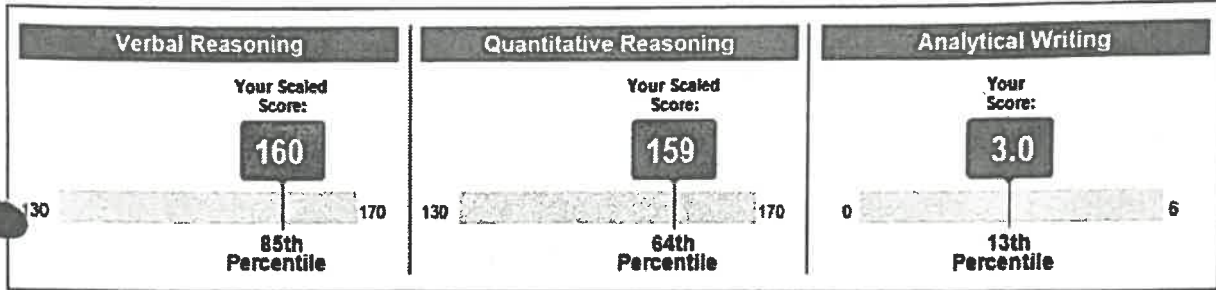 Verbal Reasoning
Your Scaled
Score:
160
130
170
85th
Percentile
Quantitative Reasoning
Your Scaled
Score:
159
130
170
64th
Percentile
Analytical Writing
Your
Score:
3.0
0
6
13th
Percentile